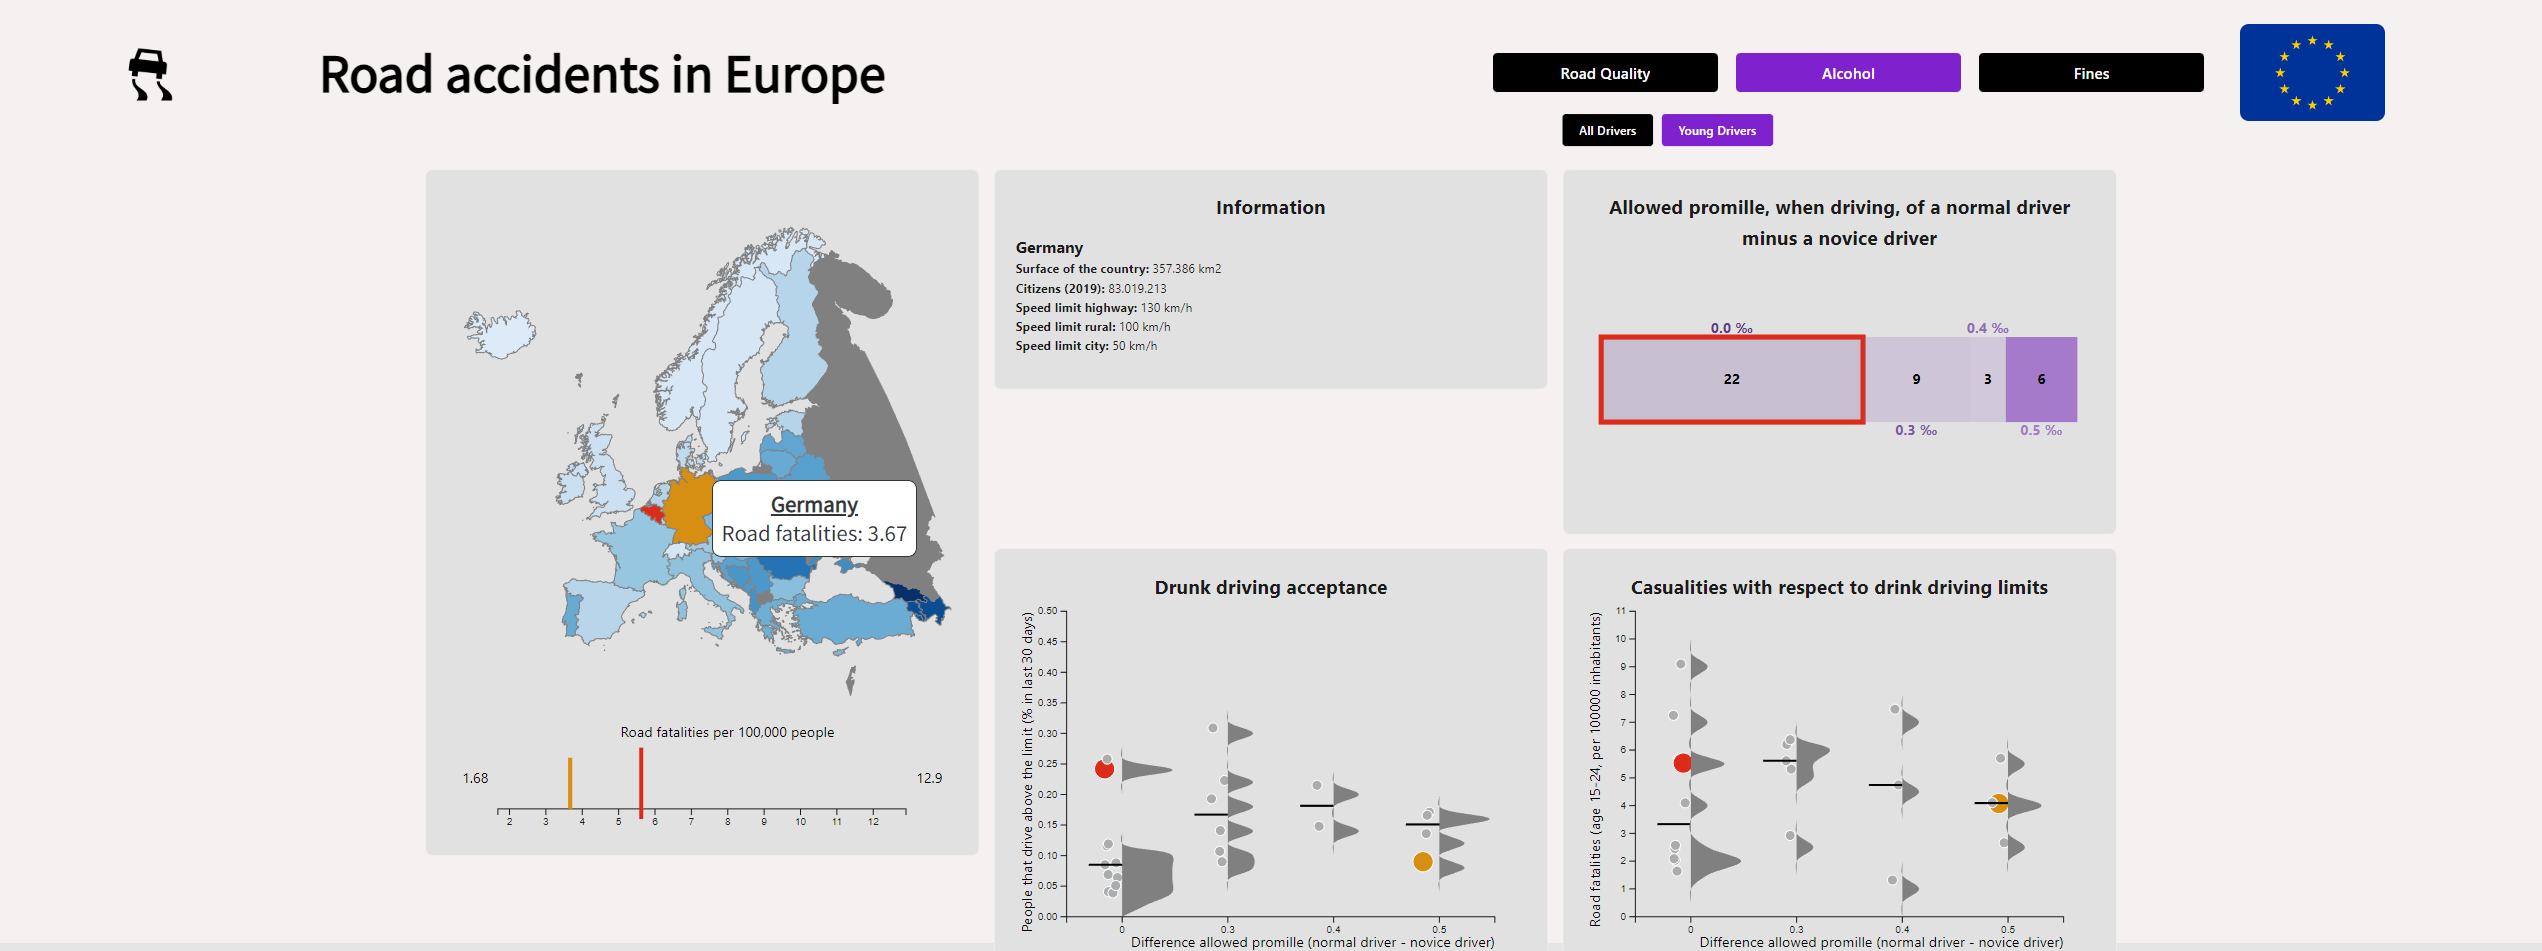 Road accidents in Europe
Road Quality
Alcohol
Fines
All Drivers
Young Drivers
Germany
Road fatalities: 3.67
Road fatalities per 100,000 people
1.68
12.9
2 3 4 5 6 7 8 9 10 11 12
Information
Germany
Surface of the country: 357.386 km2
Citizens (2019): 83.019.213
Speed limit highway: 130 km/h
Speed limit rural: 100 km/h
Speed limit city: 50 km/h
Allowed promille, when driving, of a normal driver
minus a novice driver
0.0 ‰
0.4 ‰
22
9
3
6
0.3 ‰
0.5 ‰
Drunk driving acceptance
People that drive above the limit (% in last 30 days)
0.50
0.45
0.40
0.35
0.30
0.25
0.20
0.15
0.10
0.05
0.00
0 0.3 0.4 0.5
Difference allowed promille (normal driver - novice driver)
Casualities with respect to drink driving limits
Road fatalities (age 15-24, per 100000 inhabitants)
11
10
9
8
7
6
5
4
3
2
1
0
0 0.3 0.4 0.5
Difference allowed promille (normal driver - novice driver)